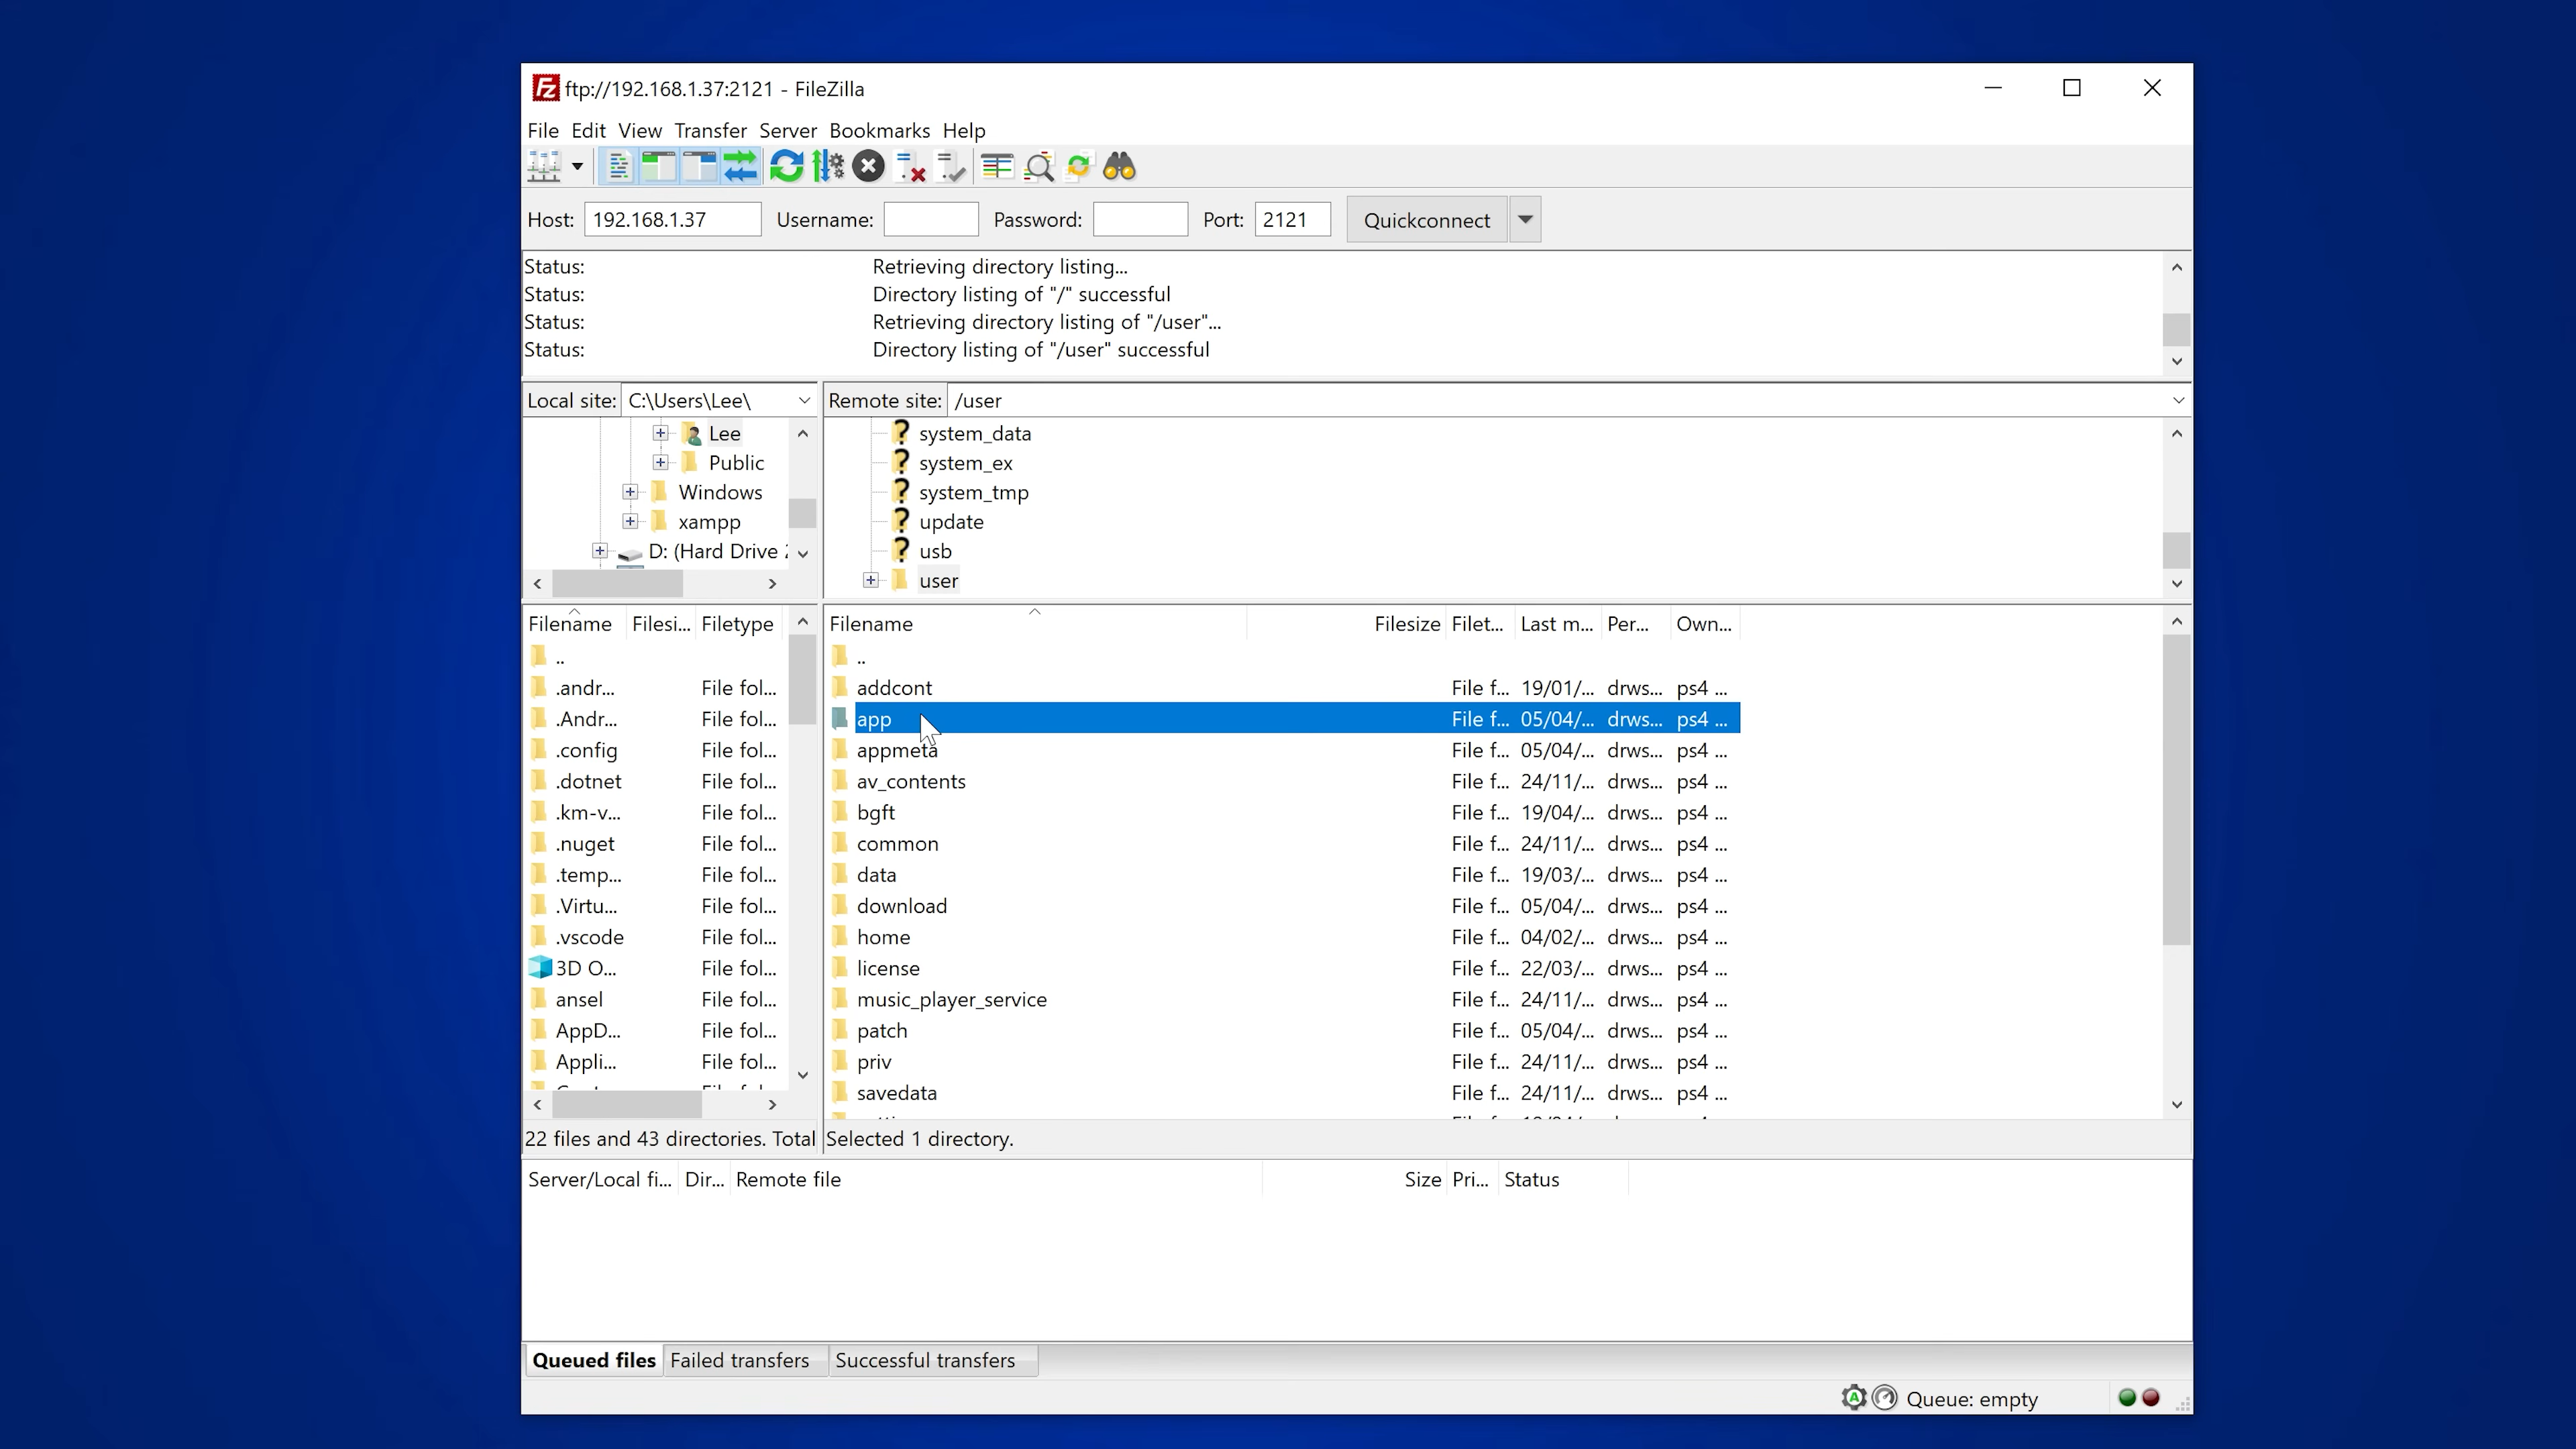 ftp://192.168.1.37:2121 - FileZilla
File Edit View Transfer Server Bookmarks Help
Host: 192.168.1.37 Username: Password: Port: 2121 Quickconnect
Status: Retrieving directory listing...
Status: Directory listing of "/" successful
Status: Retrieving directory listing of "/user"...
Status: Directory listing of "/user" successful
Local site: C:\Users\Lee\
Lee
Public
Windows
xampp
D: (Hard Drive
Remote site: /user
system_data
system_ex
system_tmp
update
usb
user
Filename Filesi... Filetype
..
.andr... File fol...
.Andr... File fol...
.config File fol...
.dotnet File fol...
.km-v... File fol...
.nuget File fol...
.temp... File fol...
.Virtu... File fol...
.vscode File fol...
3D O... File fol...
ansel File fol...
AppD... File fol...
Appli... File fol...
22 files and 43 directories. Total
Filename Filesize Filet... Last m... Per... Own...
..
addcont File f... 19/01/... drws... ps4 ...
app File f... 05/04/... drws... ps4 ...
appmeta File f... 05/04/... drws... ps4 ...
av_contents File f... 24/11/... drws... ps4 ...
bgft File f... 19/04/... drws... ps4 ...
common File f... 24/11/... drws... ps4 ...
data File f... 19/03/... drws... ps4 ...
download File f... 05/04/... drws... ps4 ...
home File f... 04/02/... drws... ps4 ...
license File f... 22/03/... drws... ps4 ...
music_player_service File f... 24/11/... drws... ps4 ...
patch File f... 05/04/... drws... ps4 ...
priv File f... 24/11/... drws... ps4 ...
savedata File f... 24/11/... drws... ps4 ...
Selected 1 directory.
Server/Local fi... Dir... Remote file Size Pri... Status
Queued files Failed transfers Successful transfers
Queue: empty